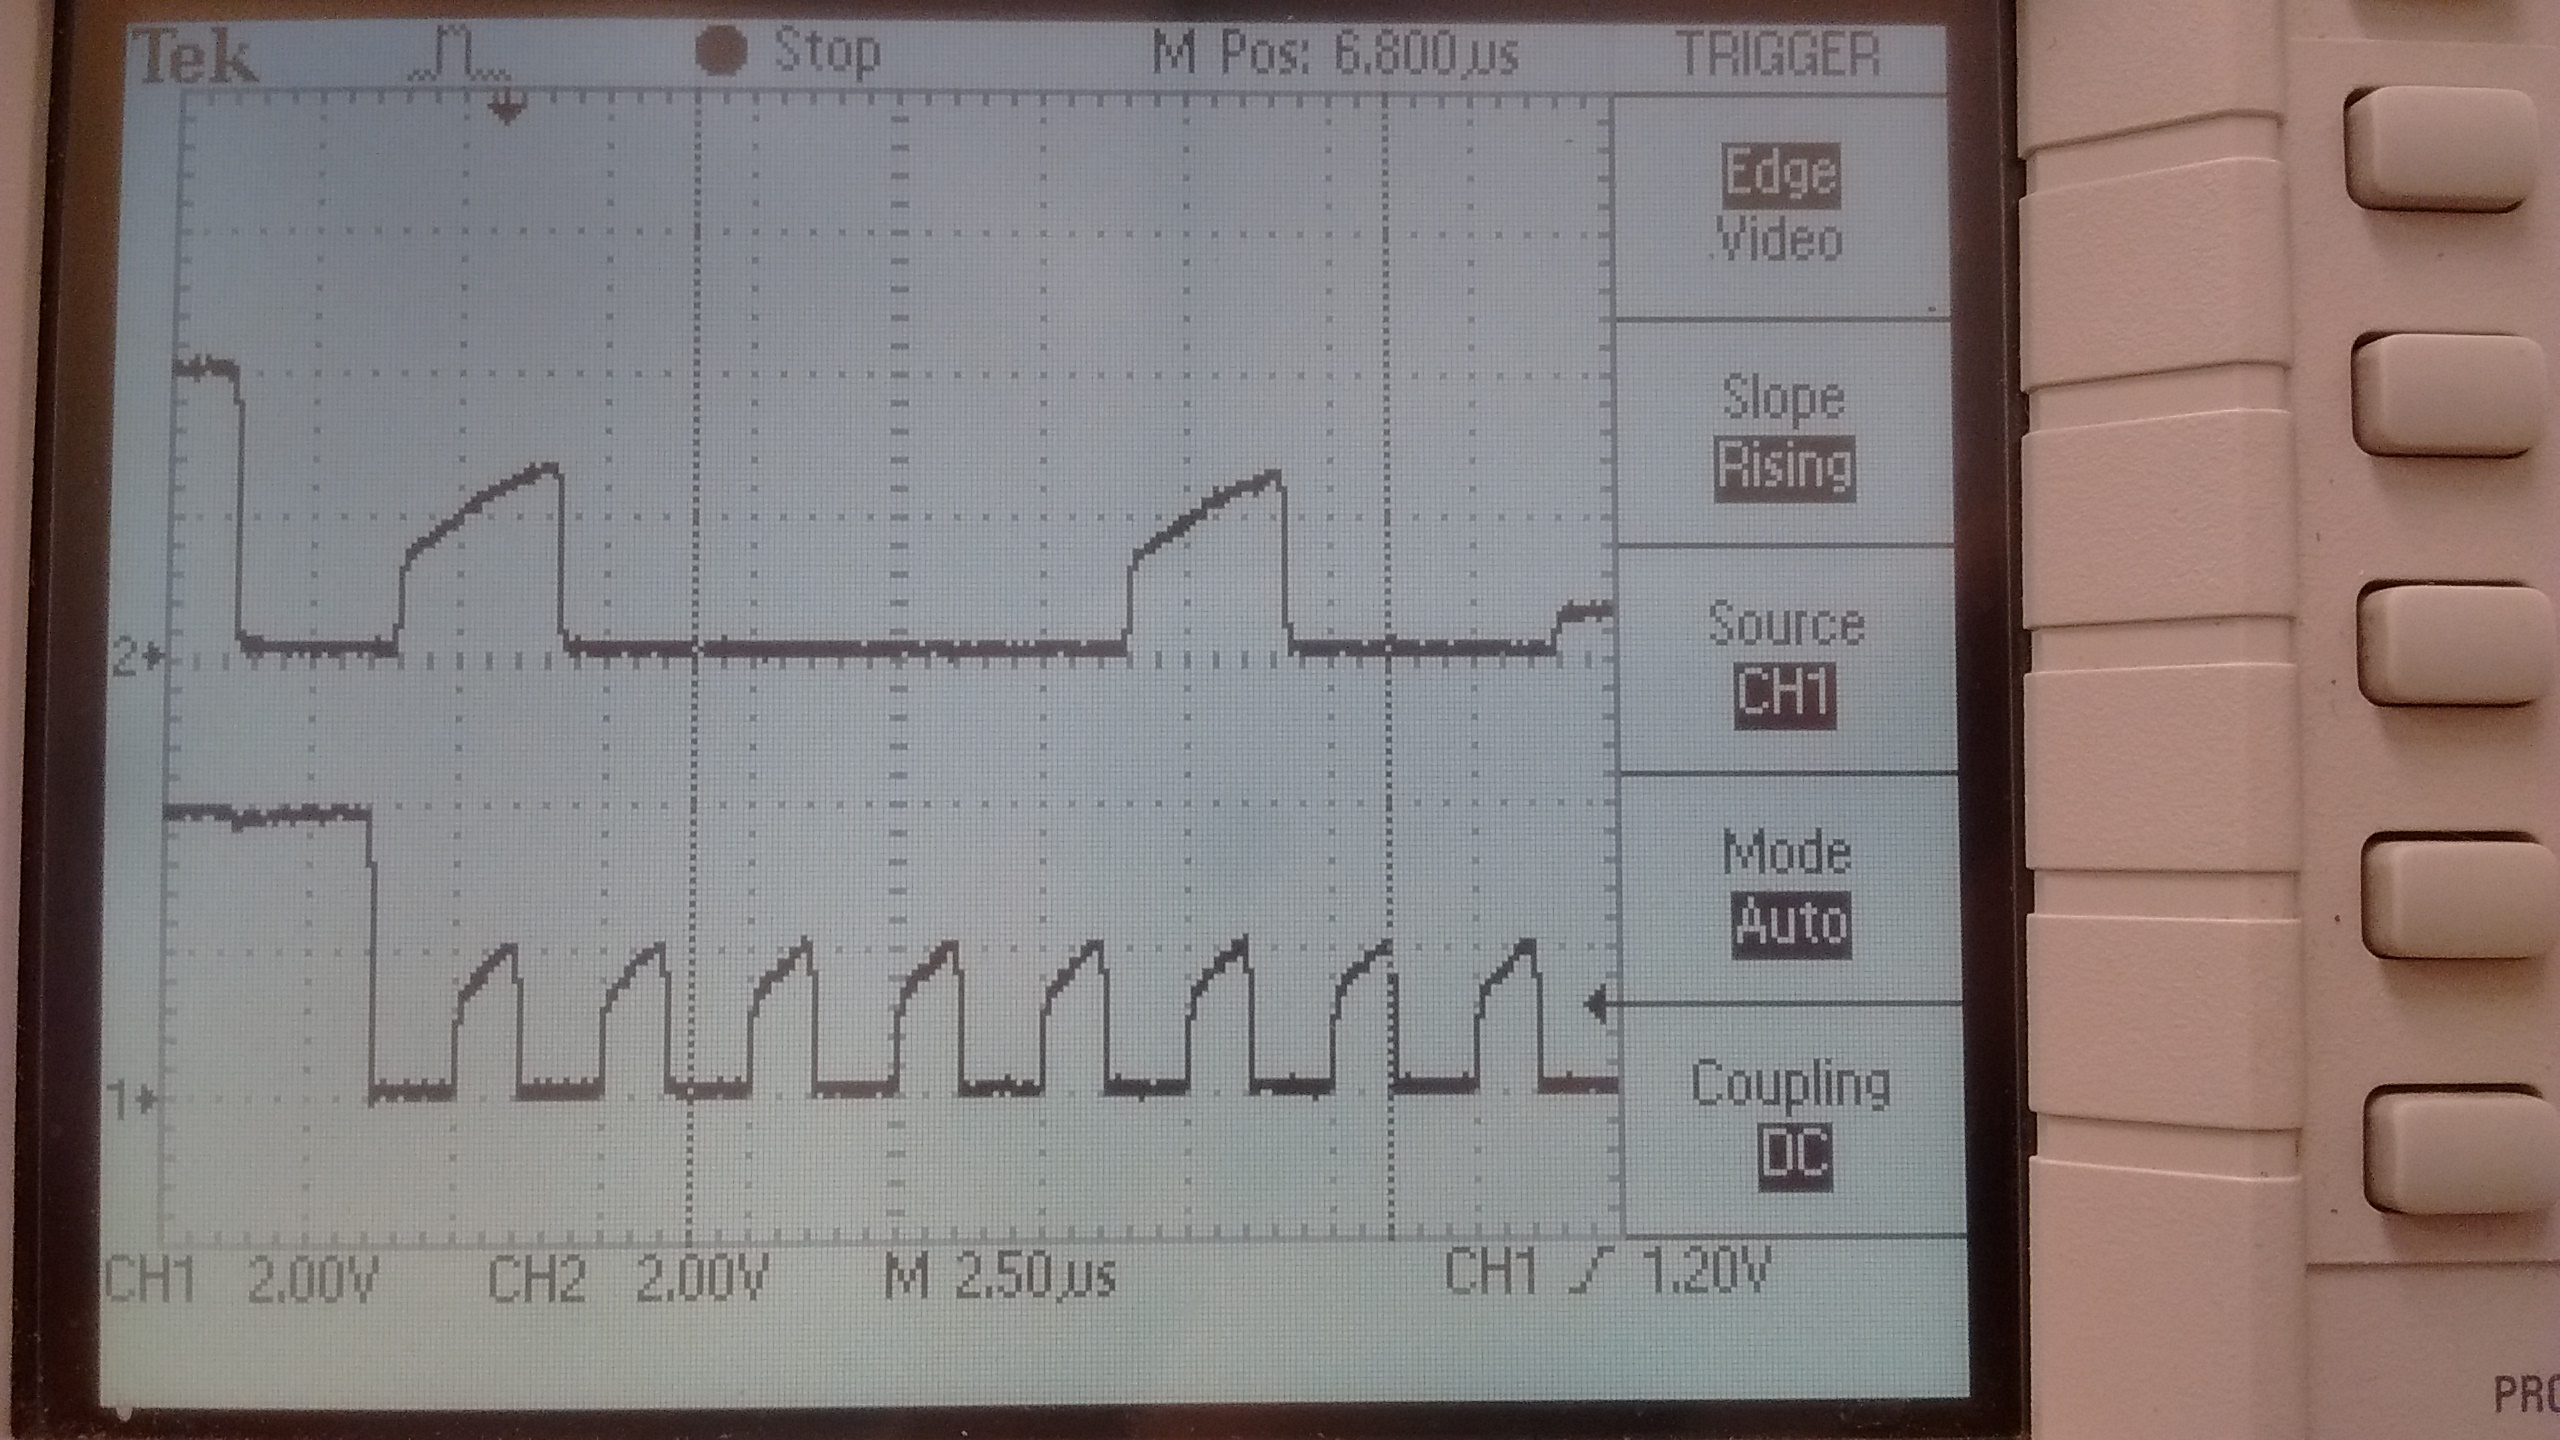 Tek Stop M Pos: 6.800µs TRIGGER
Edge
Video
Slope
Rising
Source
CH1
2
Mode
Auto
1
Coupling
DC
CH1 2.00V CH2 2.00V M 2.50µs CH1 1.20V
PRO